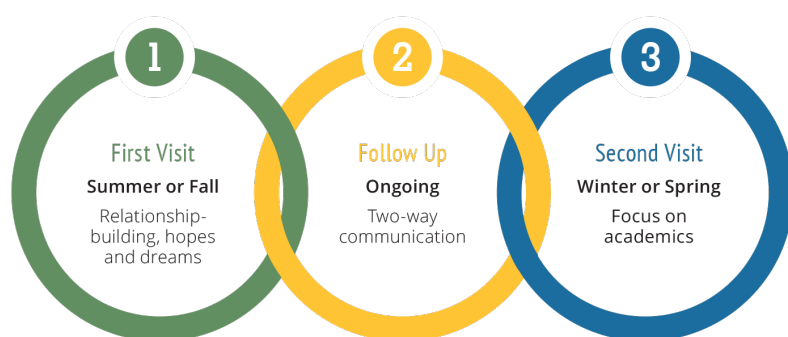 1
First Visit
Summer or Fall
Relationship-
building, hopes
and dreams
2
Follow Up
Ongoing
Two-way
communication
3
Second Visit
Winter or Spring
Focus on
academics